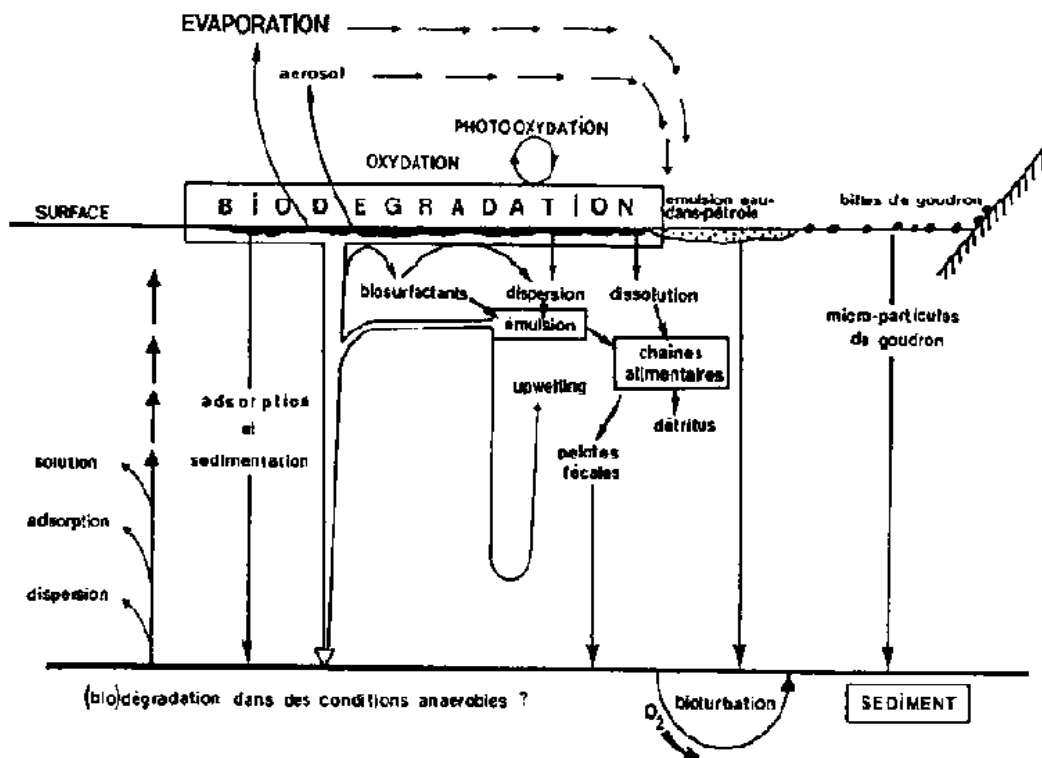 EVAPORATiON
aerosol
PHOTOOXYDATiON
OXYDATiON
BiODEGRADATiON
SURFACE
emulsion eau-
dans-pétrole
billes de goudron
biosurfactants
dispersion
dissolution
émulsion
micro-particules
de goudron
chaînes
alimentaires
upwelling
adsorption
et
sedimentation
détritus
pelotes
fécales
solution
adsorption
dispersion
(bio)dégradation dans des conditions anaerobies ?
bioturbation
O2
SEDiMENT